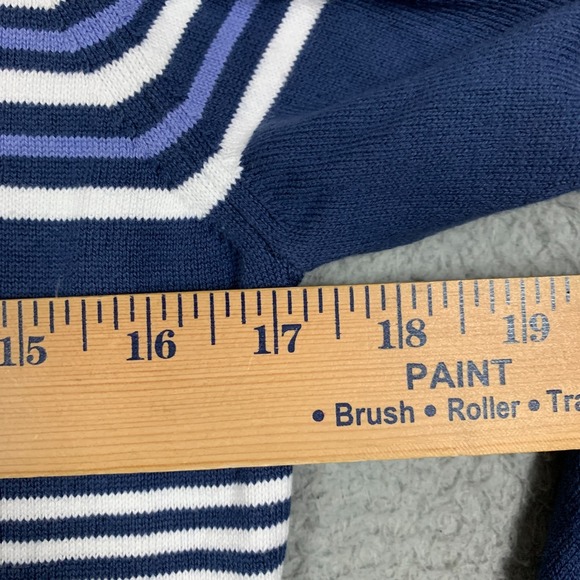 15 16 17 18 19
PAINT
• Brush • Roller • Tra